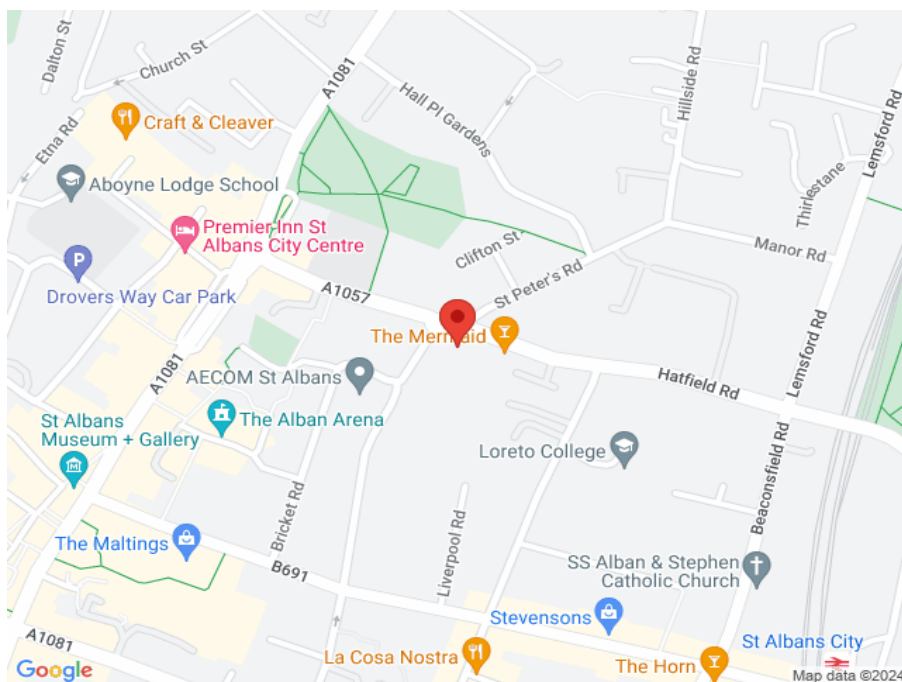 Dalton St
Church St
A1081
Hall Pl Gardens
Hillside Rd
Lemsford Rd
Craft & Cleaver
Etna Rd
Aboyne Lodge School
Thirlestane
Premier Inn St
Albans City Centre
Clifton St
Manor Rd
P
Drovers Way Car Park
A1057
St Peter's Rd
The Mermaid
Lemsford Rd
A1081
AECOM St Albans
Hatfield Rd
The Alban Arena
St Albans
Museum + Gallery
Loreto College
Beaconsfield Rd
Bricket Rd
Liverpool Rd
The Maltings
B691
SS Alban & Stephen
Catholic Church
Stevensons
St Albans City
A1081
La Cosa Nostra
The Horn
Google
Map data ©2024